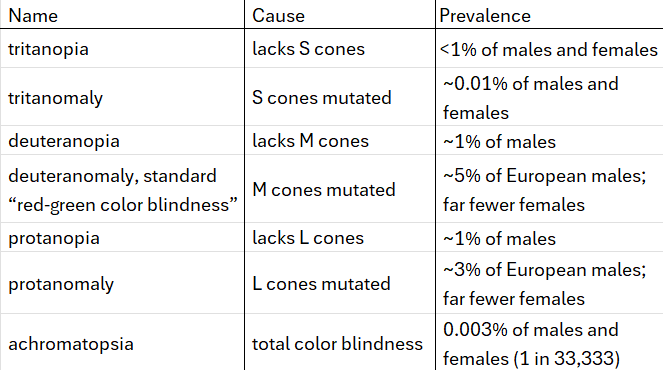 Name Cause Prevalence
tritanopia lacks S cones <1% of males and females
tritanomaly S cones mutated ~0.01% of males and
females
deuteranopia lacks M cones ~1% of males
deuteranomaly, standard
“red-green color blindness” M cones mutated ~5% of European males;
far fewer females
protanopia lacks L cones ~1% of males
protanomaly L cones mutated ~3% of European males;
far fewer females
achromatopsia total color blindness 0.003% of males and
females (1 in 33,333)